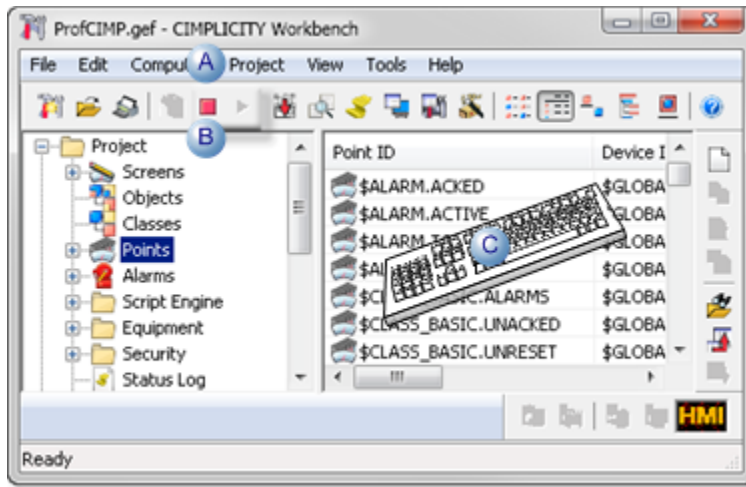 ProfCIMP.gef - CIMPLICITY Workbench
File Edit Compu A Project View Tools Help
B
Project
Screens
Objects
Classes
Points
Alarms
Script Engine
Equipment
Security
Status Log
Point ID Device I
$ALARM.ACKED $GLOBA
$ALARM.ACTIVE $GLOBA
$ALARM. $GLOBA
$AL $GLOBA
C
ALARMS $GLOBA
$CLASS_BASIC.UNACKED $GLOBA
$CLASS_BASIC.UNRESET $GLOBA
HMI
Ready